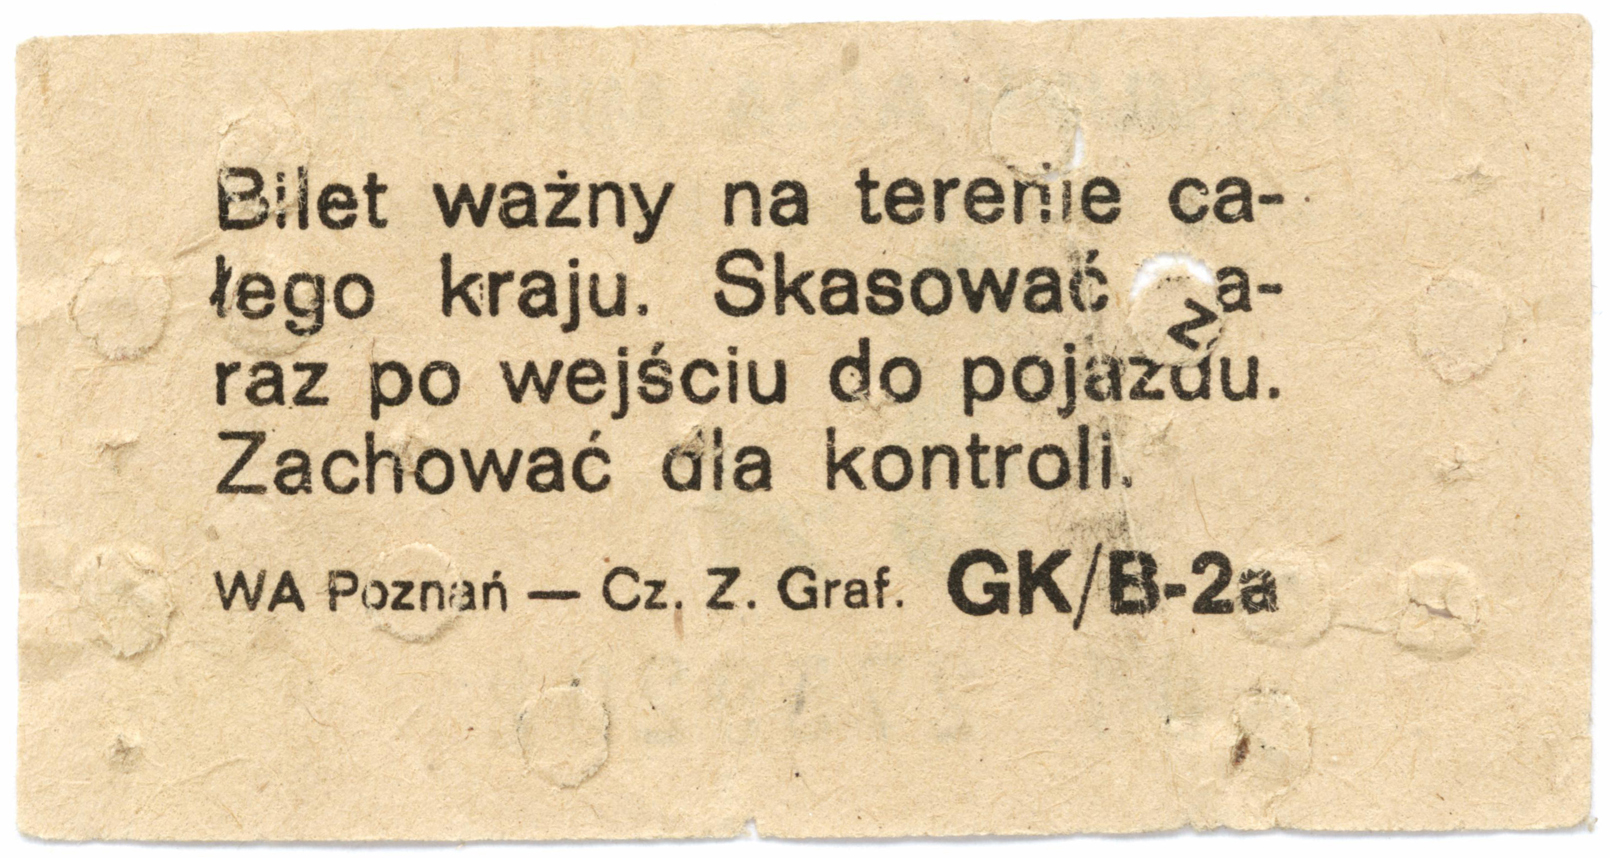 Bilet ważny na terenie ca-
łego kraju. Skasować za-
raz po wejściu do pojazdu.
Zachować dla kontroli.
WA Poznań — Cz. Z. Graf. GK/B-2a